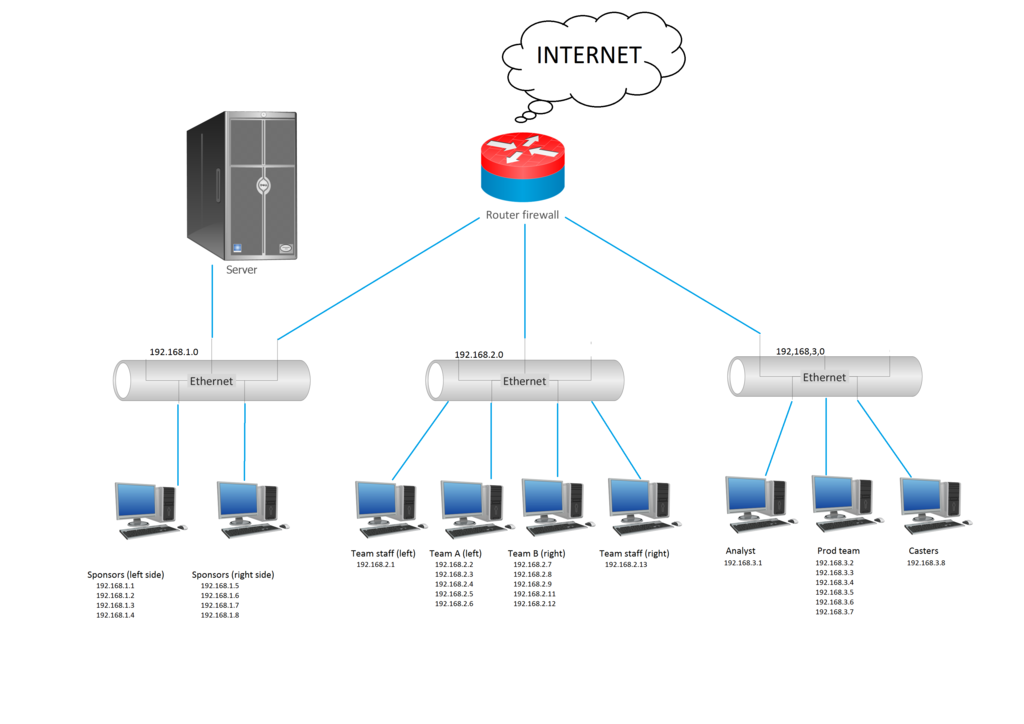 INTERNET
Router firewall
Server
192.168.1.0
Ethernet
192.168.2.0
Ethernet
192,168,3,0
Ethernet
Sponsors (left side)
192.168.1.1
192.168.1.2
192.168.1.3
192.168.1.4
Sponsors (right side)
192.168.1.5
192.168.1.6
192.168.1.7
192.168.1.8
Team staff (left)
192.168.2.1
Team A (left)
192.168.2.2
192.168.2.3
192.168.2.4
192.168.2.5
192.168.2.6
Team B (right)
192.168.2.7
192.168.2.8
192.168.2.9
192.168.2.11
192.168.2.12
Team staff (right)
192.168.2.13
Analyst
192.168.3.1
Prod team
192.168.3.2
192.168.3.3
192.168.3.4
192.168.3.5
192.168.3.6
192.168.3.7
Casters
192.168.3.8